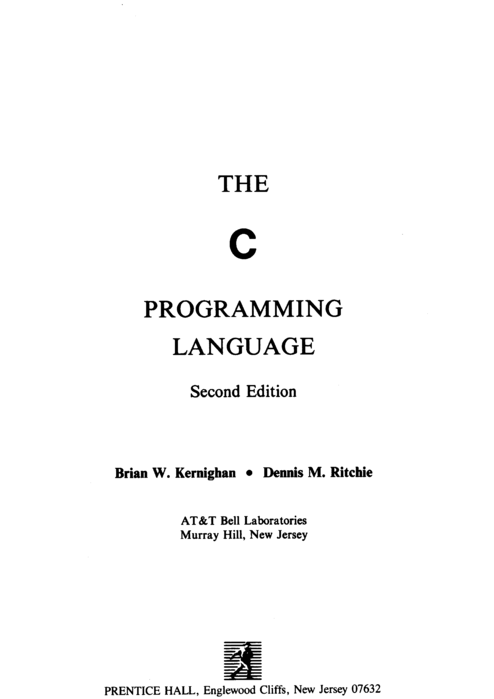 THE
C
PROGRAMMING
LANGUAGE
Second Edition
Brian W. Kernighan • Dennis M. Ritchie
AT&T Bell Laboratories
Murray Hill, New Jersey
PRENTICE HALL, Englewood Cliffs, New Jersey 07632